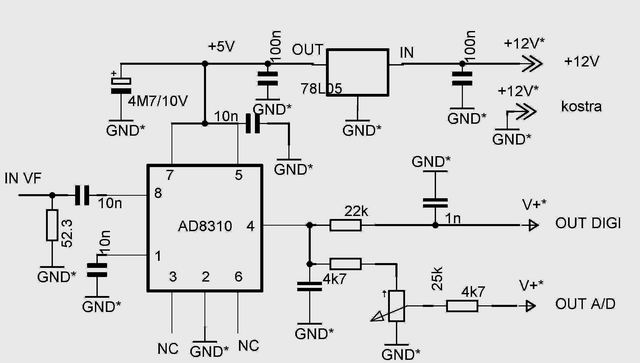 +5V
100n
OUT
IN
100n
+12V*
+12V
+
4M7/10V
GND*
10n
GND*
78L05
GND*
GND*
+12V*
kostra
GND*
GND*
7
5
IN VF
8
10n
52.3
GND*
AD8310
4
1
10n
GND*
3
2
6
NC
GND*
NC
GND*
22k
1n
V+*
OUT DIGI
4k7
GND*
25k
GND*
4k7
V+*
OUT A/D